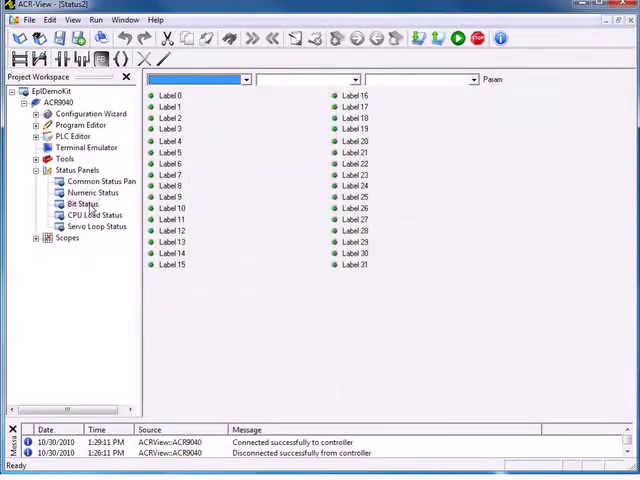 ACR-View - [Status2]
File Edit View Run Window Help
Project Workspace
EplDemoKit
ACR9040
Configuration Wizard
Program Editor
PLC Editor
Terminal Emulator
Tools
Status Panels
Common Status Pan
Numeric Status
Bit Status
CPU Load Status
Servo Loop Status
Scopes
Param
Label 0 Label 16
Label 1 Label 17
Label 2 Label 18
Label 3 Label 19
Label 4 Label 20
Label 5 Label 21
Label 6 Label 22
Label 7 Label 23
Label 8 Label 24
Label 9 Label 25
Label 10 Label 26
Label 11 Label 27
Label 12 Label 28
Label 13 Label 29
Label 14 Label 30
Label 15 Label 31
Messa
Date Time Source Message
10/30/2010 1:29:11 PM ACRView::ACR9040 Connected successfully to controller
10/30/2010 1:26:11 PM ACRView::ACR9040 Disconnected successfully from controller
Ready